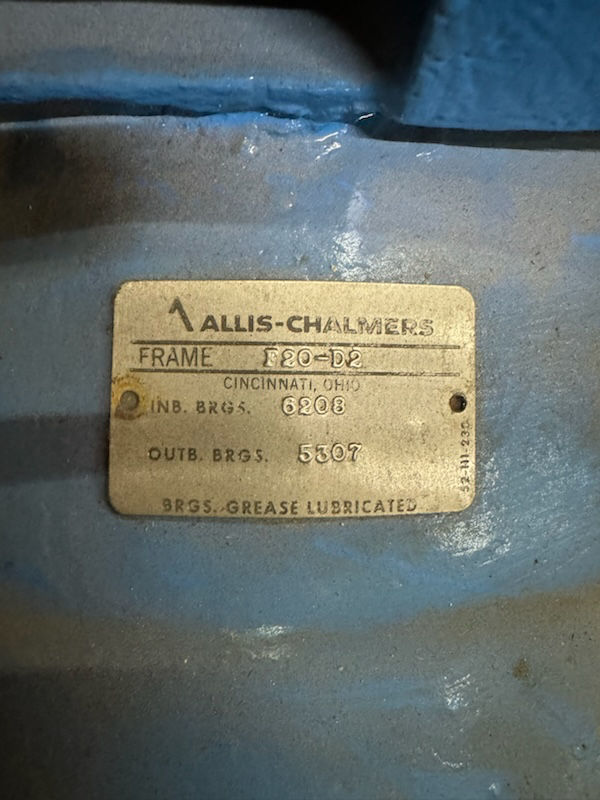 ALLIS-CHALMERS
FRAME F20-D2
CINCINNATI, OHIO
INB. BRGS. 6208
OUTB. BRGS. 5307
BRGS. GREASE LUBRICATED